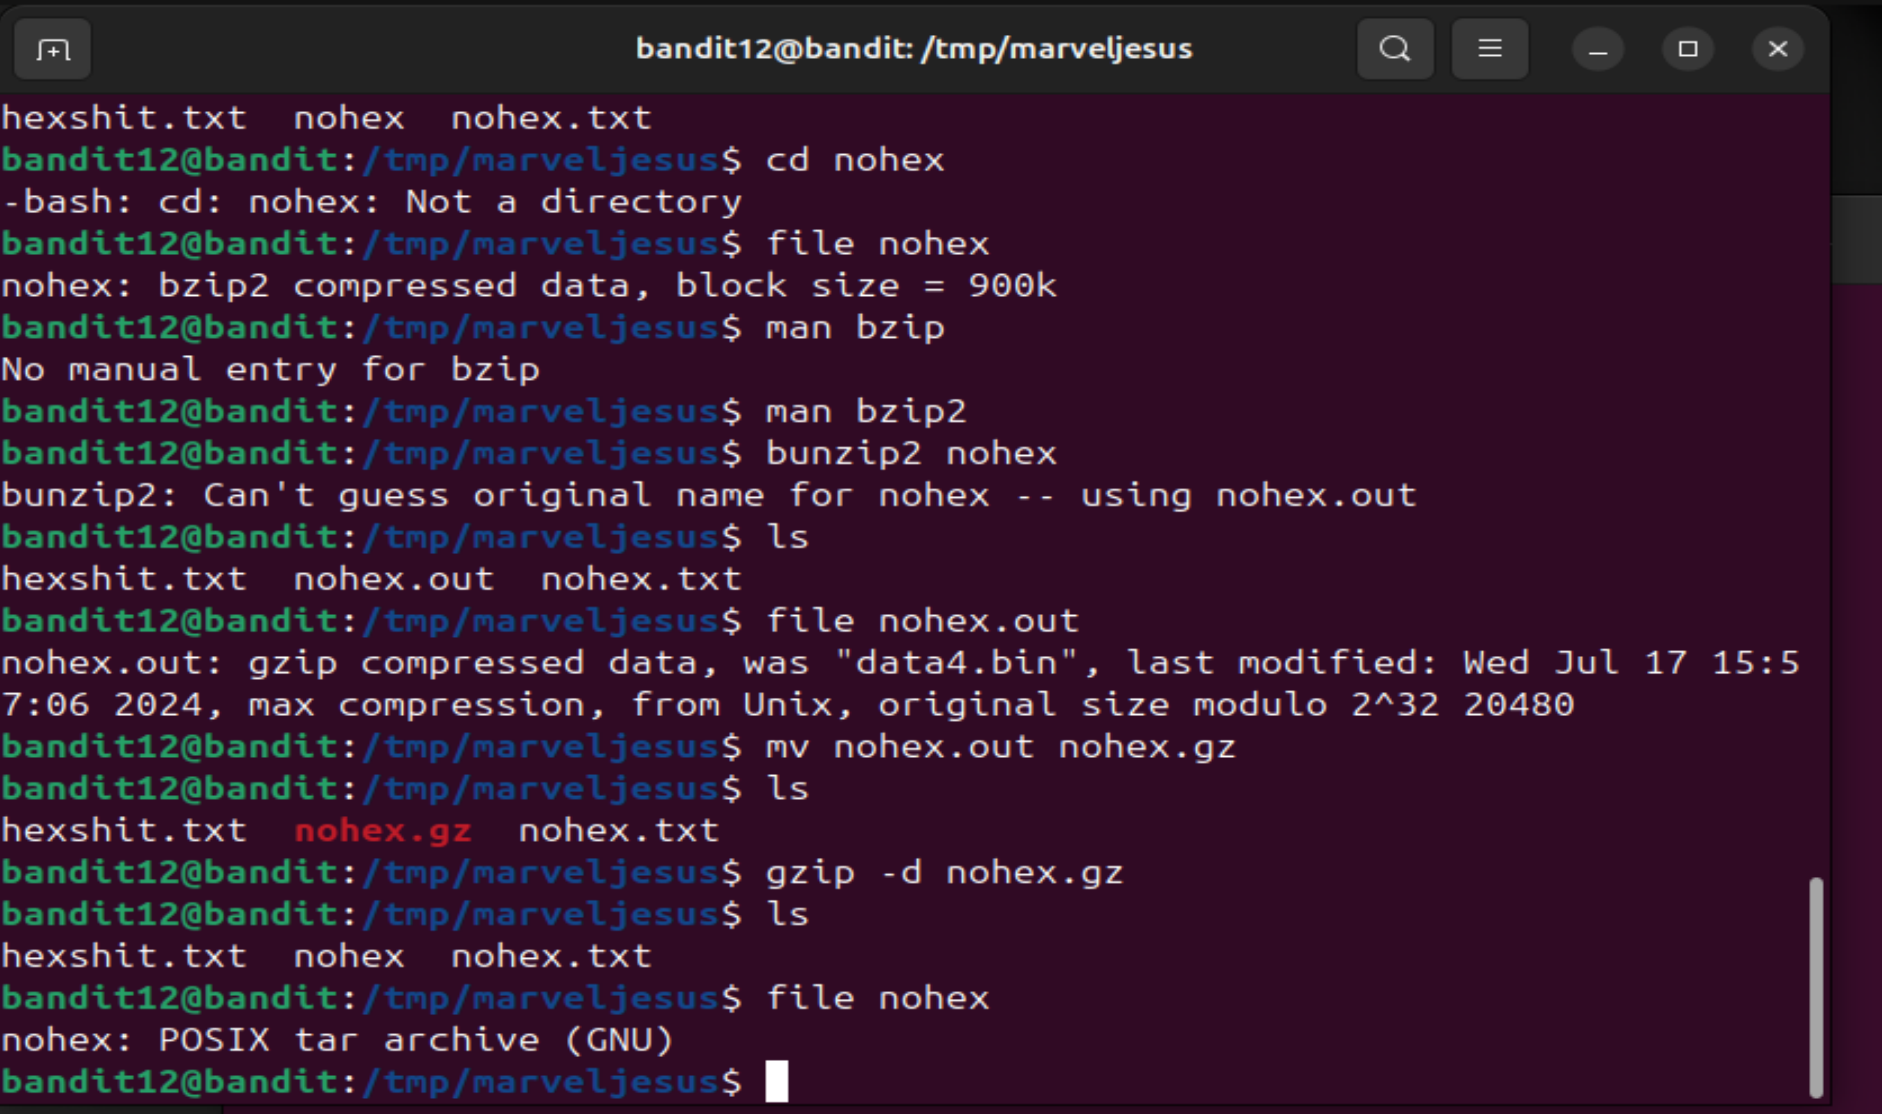 bandit12@bandit: /tmp/marveljesus
hexshit.txt  nohex  nohex.txt
bandit12@bandit:/tmp/marveljesus$ cd nohex
-bash: cd: nohex: Not a directory
bandit12@bandit:/tmp/marveljesus$ file nohex
nohex: bzip2 compressed data, block size = 900k
bandit12@bandit:/tmp/marveljesus$ man bzip
No manual entry for bzip
bandit12@bandit:/tmp/marveljesus$ man bzip2
bandit12@bandit:/tmp/marveljesus$ bunzip2 nohex
bunzip2: Can't guess original name for nohex -- using nohex.out
bandit12@bandit:/tmp/marveljesus$ ls
hexshit.txt  nohex.out  nohex.txt
bandit12@bandit:/tmp/marveljesus$ file nohex.out
nohex.out: gzip compressed data, was "data4.bin", last modified: Wed Jul 17 15:5
7:06 2024, max compression, from Unix, original size modulo 2^32 20480
bandit12@bandit:/tmp/marveljesus$ mv nohex.out nohex.gz
bandit12@bandit:/tmp/marveljesus$ ls
hexshit.txt  nohex.gz  nohex.txt
bandit12@bandit:/tmp/marveljesus$ gzip -d nohex.gz
bandit12@bandit:/tmp/marveljesus$ ls
hexshit.txt  nohex  nohex.txt
bandit12@bandit:/tmp/marveljesus$ file nohex
nohex: POSIX tar archive (GNU)
bandit12@bandit:/tmp/marveljesus$